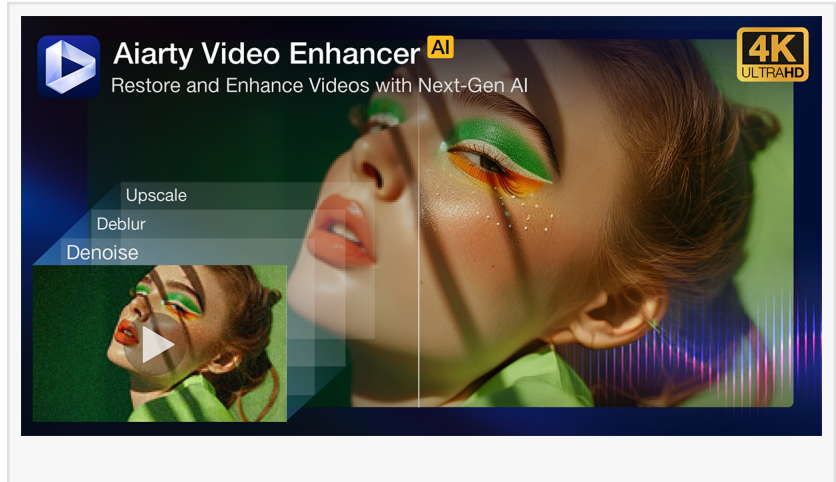 Aiarty Video Enhancer AI
Restore and Enhance Videos with Next-Gen AI
4K
ULTRAHD
Upscale
Deblur
Denoise